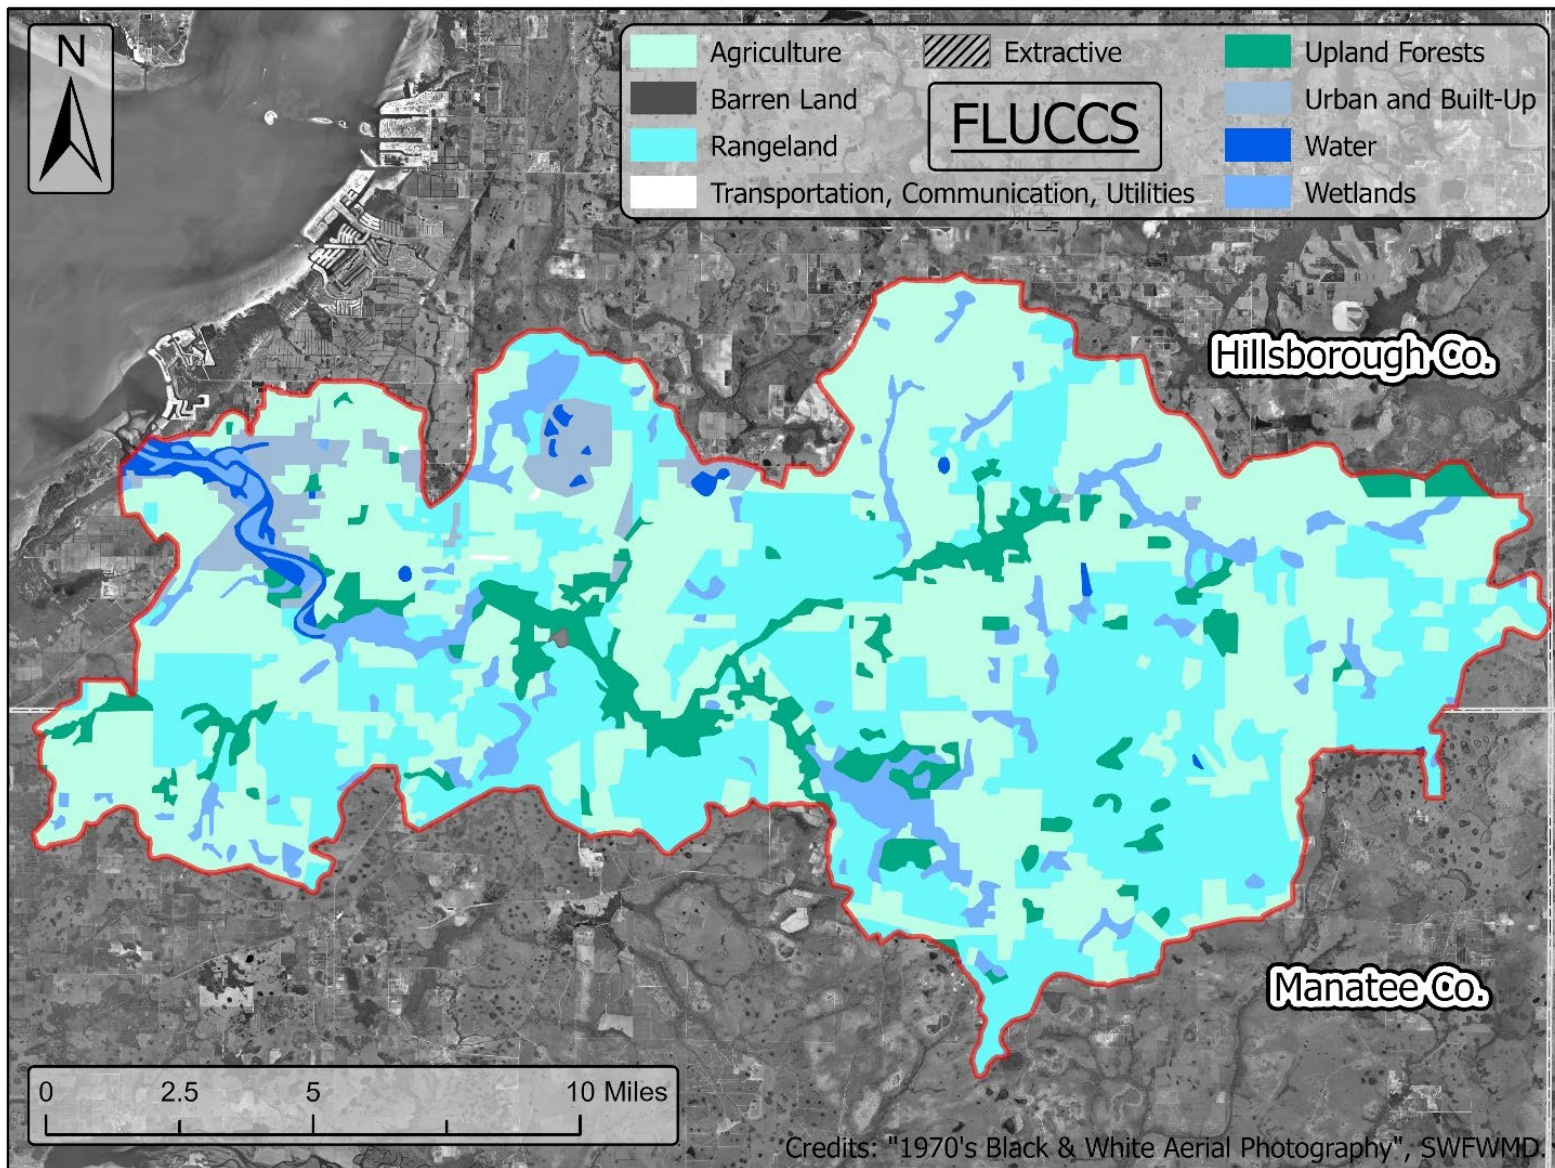 N
Agriculture
Barren Land
Rangeland
Transportation, Communication, Utilities
Extractive
FLUCCS
Upland Forests
Urban and Built-Up
Water
Wetlands
Hillsborough Co.
Manatee Co.
0 2.5 5 10 Miles
Credits: "1970's Black & White Aerial Photography", SWFWMD.